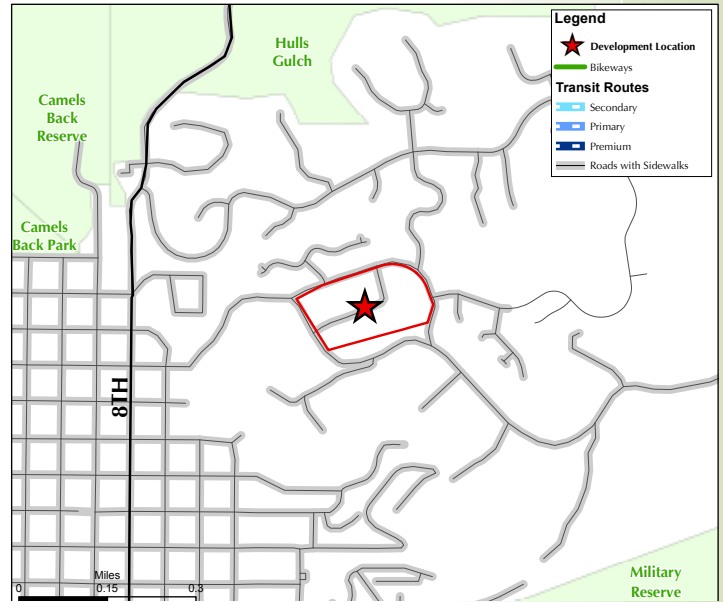 Hulls
Gulch
Camels
Back
Reserve
Camels
Back Park
8TH
Legend
Development Location
Bikeways
Transit Routes
Secondary
Primary
Premium
Roads with Sidewalks
Military
Reserve
Miles
0 0.15 0.3